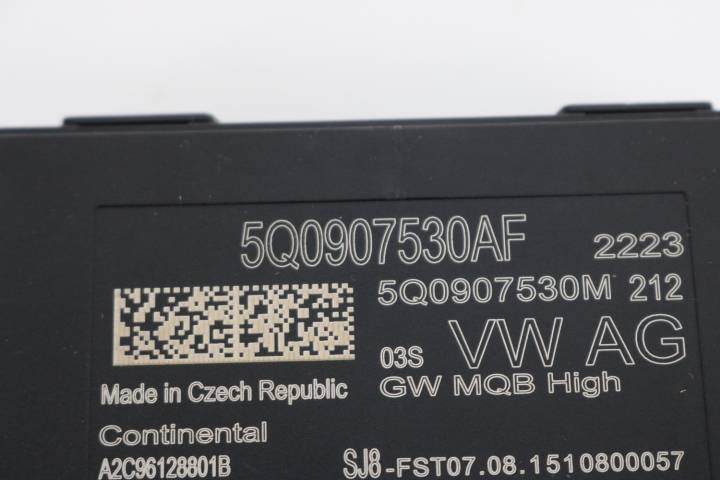 5Q0907530AF 2223
5Q0907530M 212
03S VW AG
Made in Czech Republic GW MQB High
Continental
A2C96128801B SJ8-FST07.08.1510800057